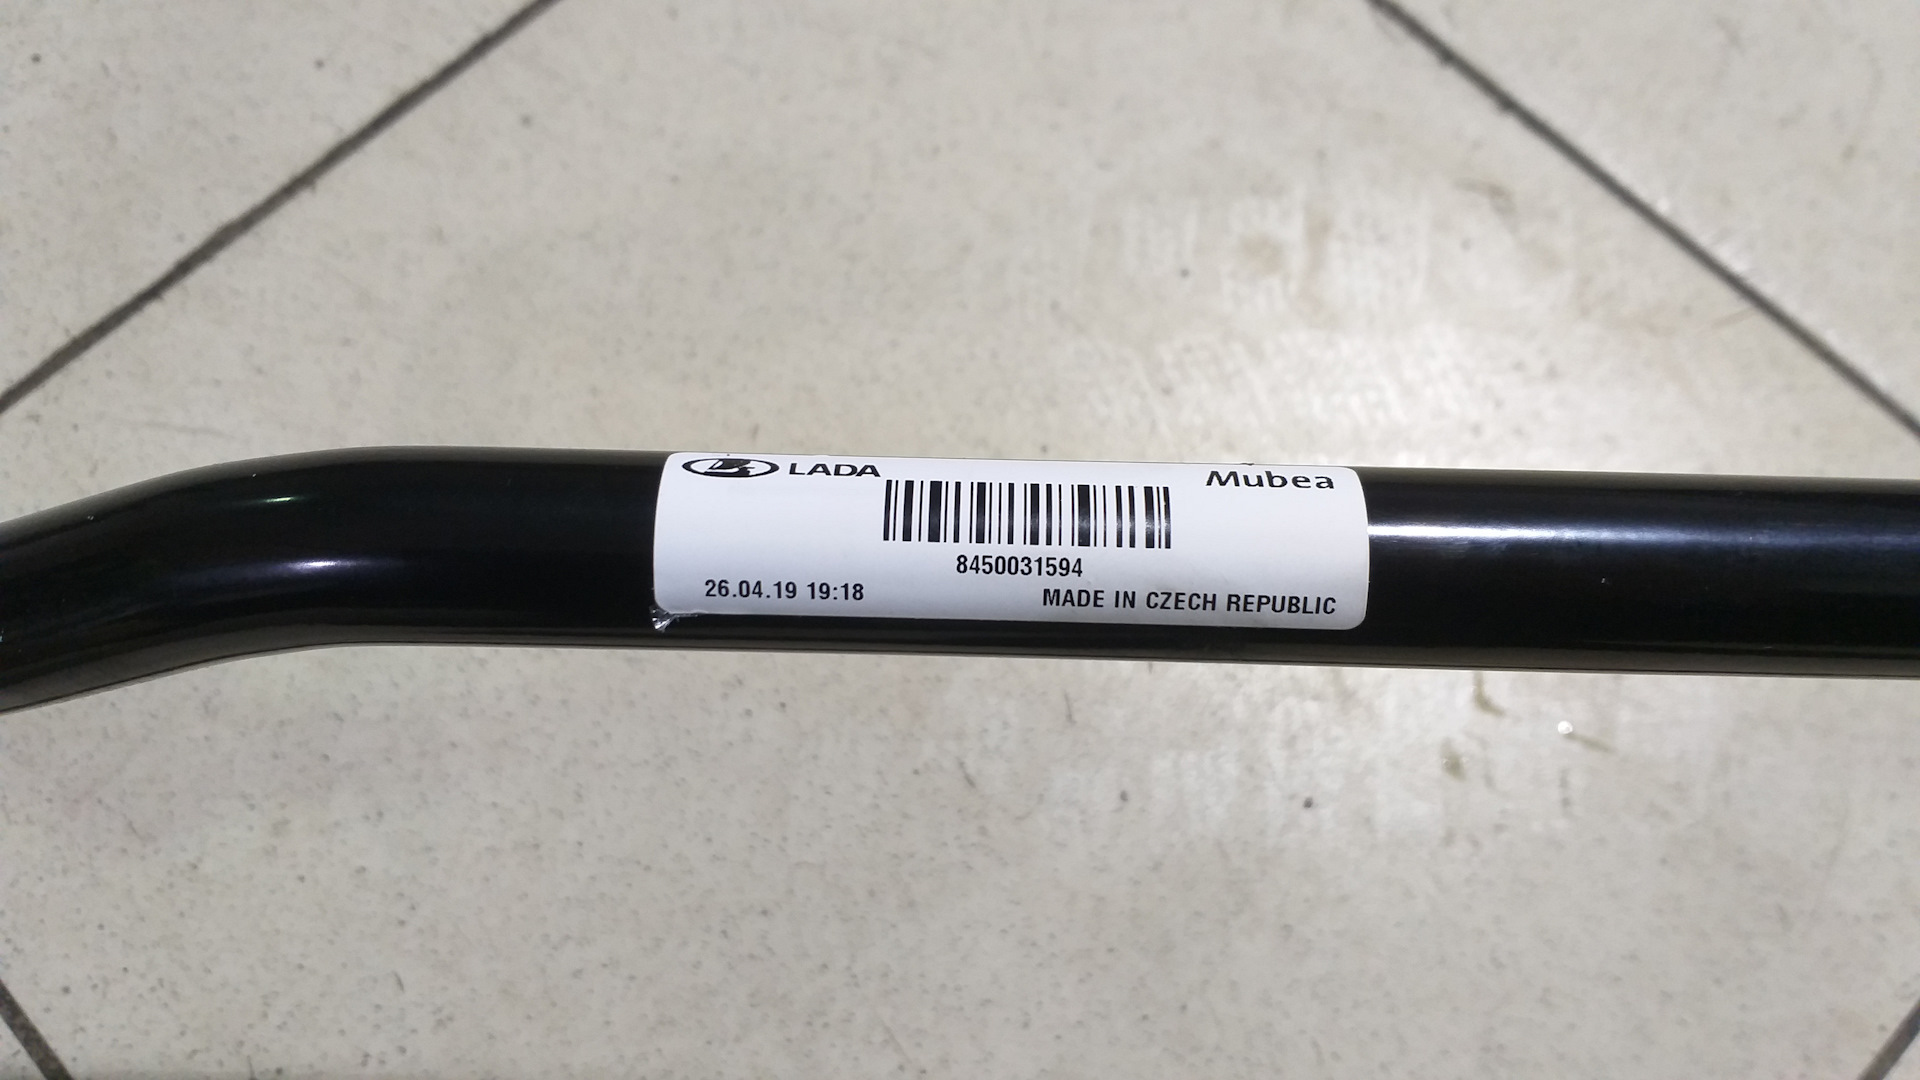 LADA
Mubea
8450031594
26.04.19 19:18
MADE IN CZECH REPUBLIC